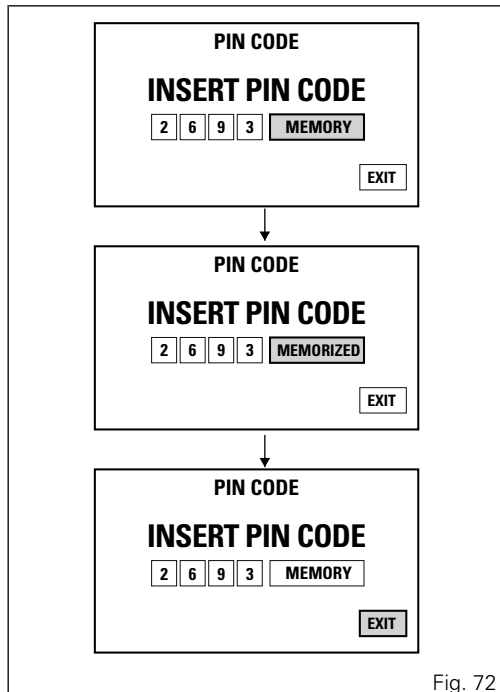 PIN CODE
INSERT PIN CODE
2 6 9 3 MEMORY
EXIT
PIN CODE
INSERT PIN CODE
2 6 9 3 MEMORIZED
EXIT
PIN CODE
INSERT PIN CODE
2 6 9 3 MEMORY
EXIT
Fig. 72